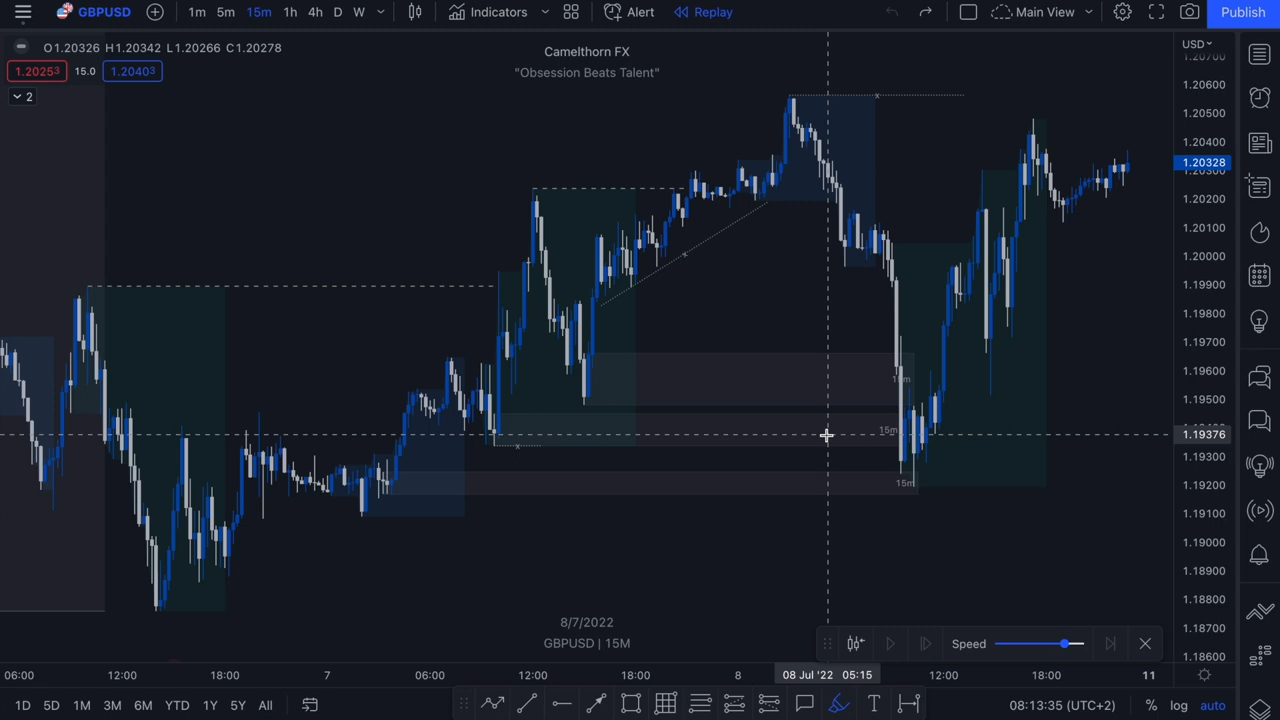 GBPUSD 1m 5m 15m 1h 4h D W Indicators Alert Replay Main View Publish
O1.20326 H1.20342 L1.20266 C1.20278
1.20253 15.0 1.20403
2
Camelthorn FX
"Obsession Beats Talent"
USD
1.20700
1.20600
1.20500
1.20400
1.20328
1.20300
1.20200
1.20100
1.20000
1.19900
1.19800
1.19700
1.19600
1.19500
1.19376
1.19300
1.19200
1.19100
1.19000
1.18900
1.18800
1.18700
1.18600
15m
15m
8/7/2022
GBPUSD | 15M
Speed
06:00 12:00 18:00 7 06:00 12:00 18:00 8 08 Jul '22 05:15 12:00 18:00 11
1D 5D 1M 3M 6M YTD 1Y 5Y All T 08:13:35 (UTC+2) % log auto